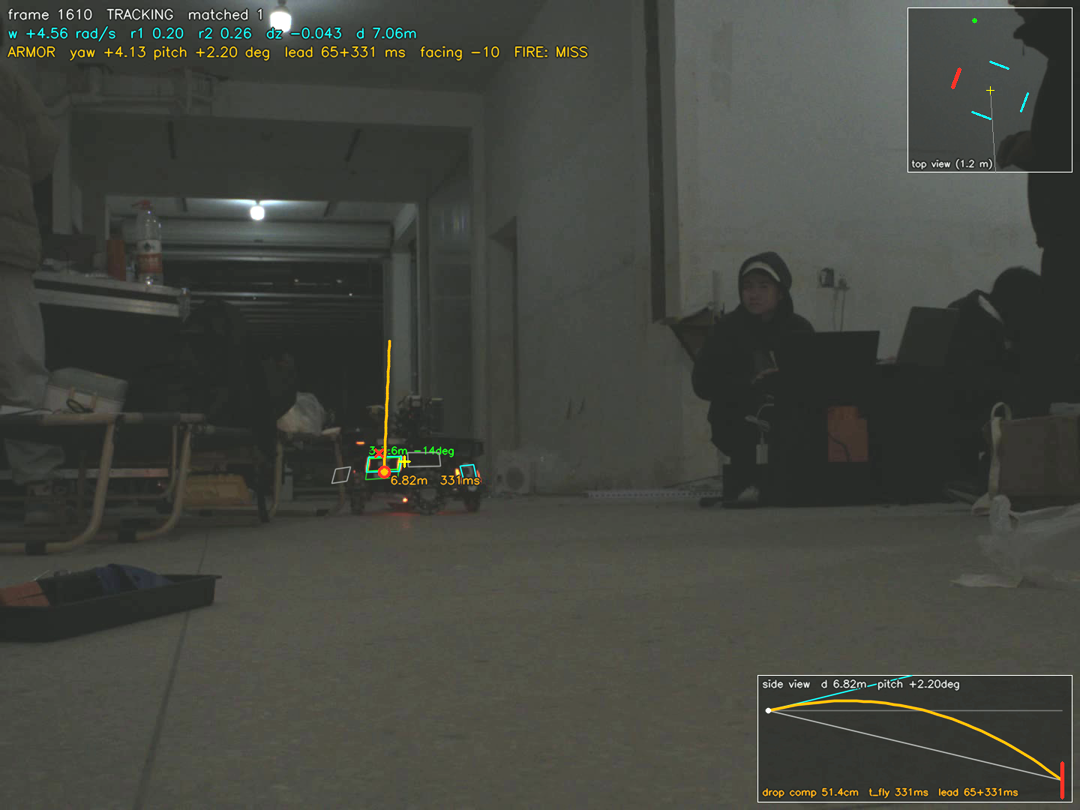 frame 1610 TRACKING matched 1
w +4.56 rad/s r1 0.20 r2 0.26 dz -0.043 d 7.06m
ARMOR yaw +4.13 pitch +2.20 deg lead 65+331 ms facing -10 FIRE: MISS
top view (1.2 m)
-14deg
6.82m 331ms
side view d 6.82m pitch +2.20deg
drop comp 51.4cm t_fly 331ms lead 65+331ms